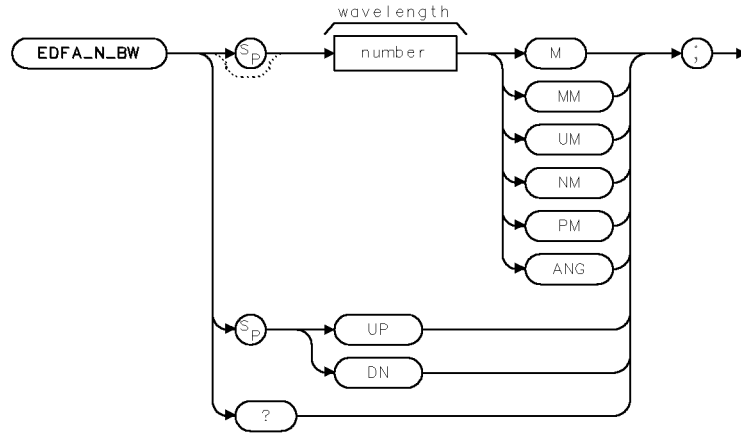 wavelength
EDFA_N_BW SP number M ;
MM
UM
NM
PM
ANG
SP UP
DN
?